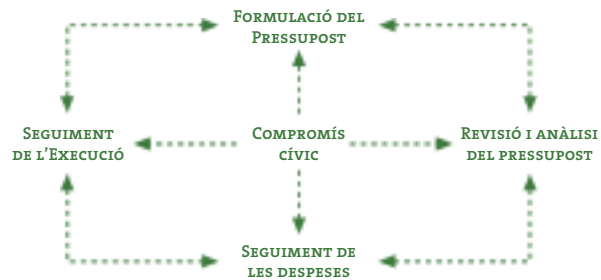 Formulació del
Pressupost
Seguiment
de l'Execució
Compromís
cívic
Revisió i anàlisi
del pressupost
Seguiment de
les despeses